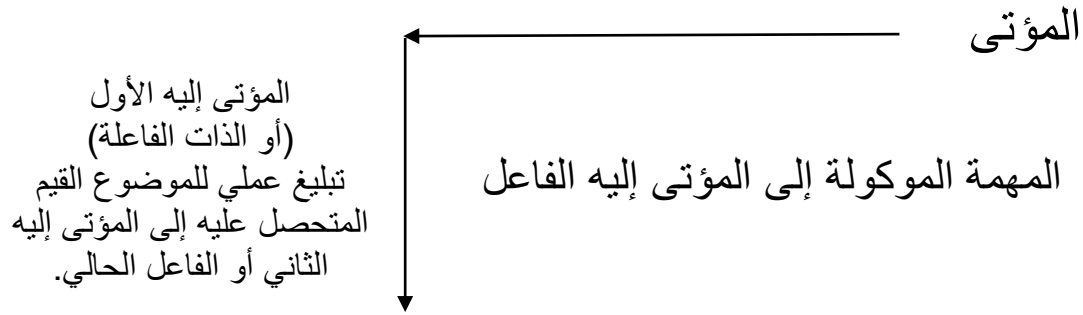 المؤتى
المهمة الموكولة إلى المؤتى إليه الفاعل
المؤتى إليه الأول
(أو الذات الفاعلة)
تبليغ عملي للموضوع القيم
المتحصل عليه إلى المؤتى إليه
الثاني أو الفاعل الحالي.